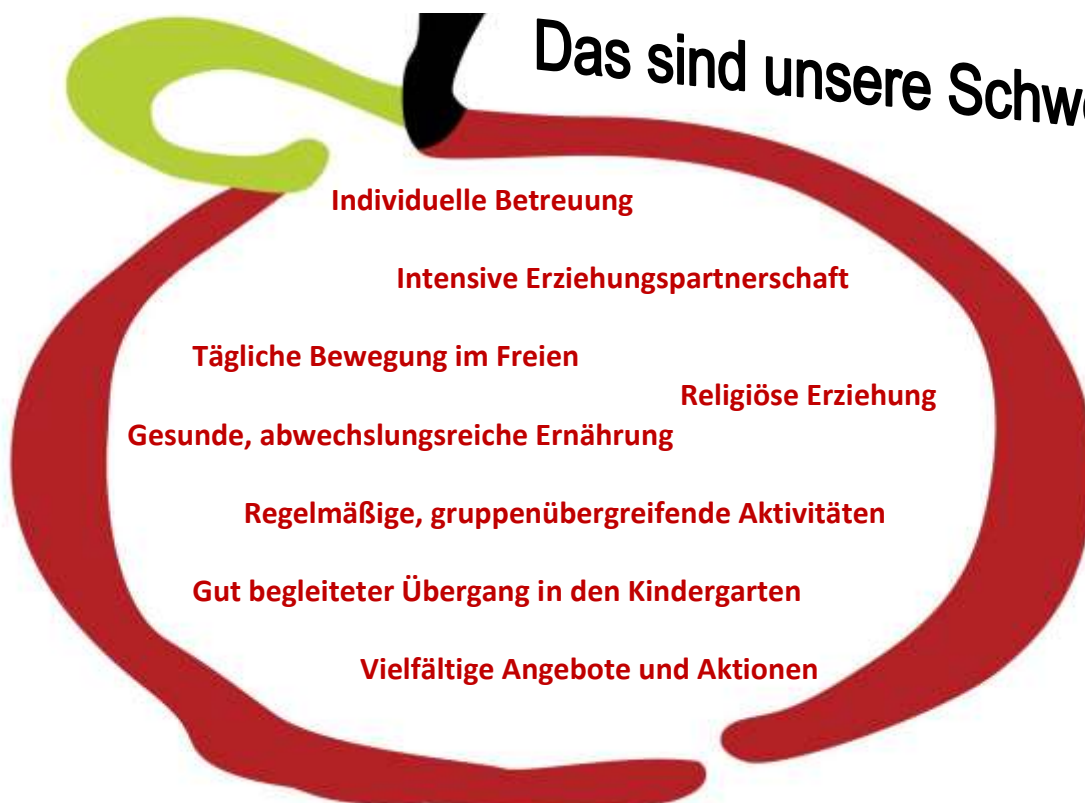 Das sind unsere
Individuelle Betreuung
Intensive Erziehungspartnerschaft
Tägliche Bewegung im Freien
Religiöse Erziehung
Gesunde, abwechslungsreiche Ernährung
Regelmäßige, gruppenübergreifende Aktivitäten
Gut begleiteter Übergang in den Kindergarten
Vielfältige Angebote und Aktionen